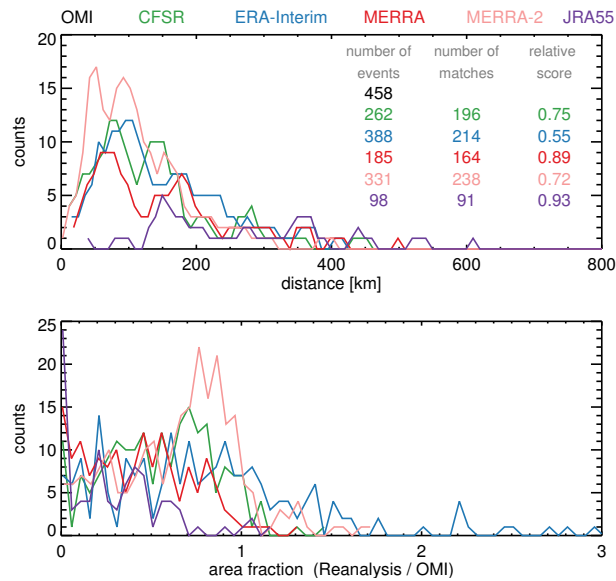 OMI CFSR ERA-Interim MERRA MERRA-2 JRA55
20
15
10
5
0
counts
number of number of relative
events matches score
458
262 196 0.75
388 214 0.55
185 164 0.89
331 238 0.72
98 91 0.93
0 200 400 600 800
distance [km]
25
20
15
10
5
0
counts
0 1 2 3
area fraction (Reanalysis / OMI)